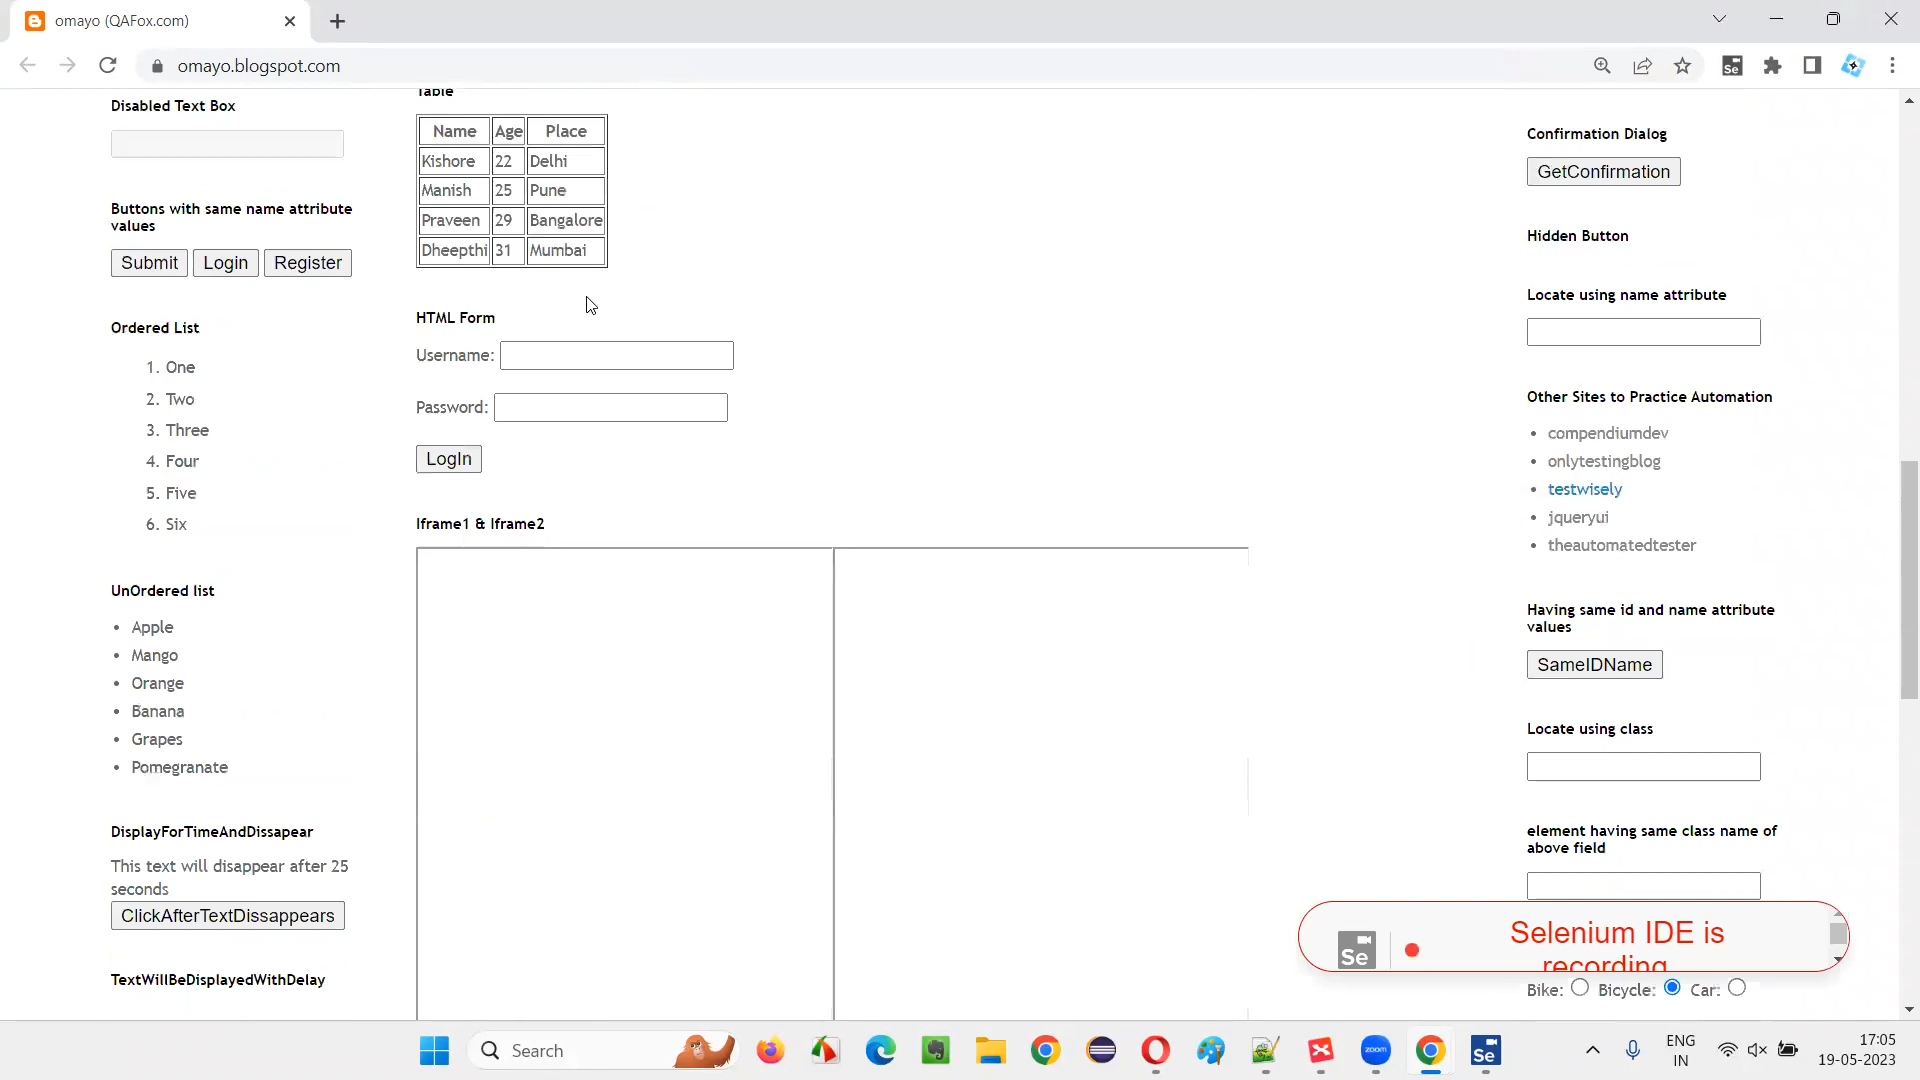 omayo (QAFox.com)
omayo.blogspot.com
Disabled Text Box
Buttons with same name attribute
values
Submit Login Register
Ordered List
1. One
2. Two
3. Three
4. Four
5. Five
6. Six
UnOrdered list
• Apple
• Mango
• Orange
• Banana
• Grapes
• Pomegranate
DisplayForTimeAndDissapear
This text will disappear after 25
seconds
ClickAfterTextDissappears
TextWillBeDisplayedWithDelay
Table
Name Age Place
Kishore 22 Delhi
Manish 25 Pune
Praveen 29 Bangalore
Dheepthi 31 Mumbai
HTML Form
Username:
Password:
LogIn
Iframe1 & Iframe2
Confirmation Dialog
GetConfirmation
Hidden Button
Locate using name attribute
Other Sites to Practice Automation
• compendiumdev
• onlytestingblog
• testwisely
• jqueryui
• theautomatedtester
Having same id and name attribute
values
SameIDName
Locate using class
element having same class name of
above field
Se Selenium IDE is
recording
Bike: Bicycle: Car:
Search
zoom
Se
ENG
IN
17:05
19-05-2023